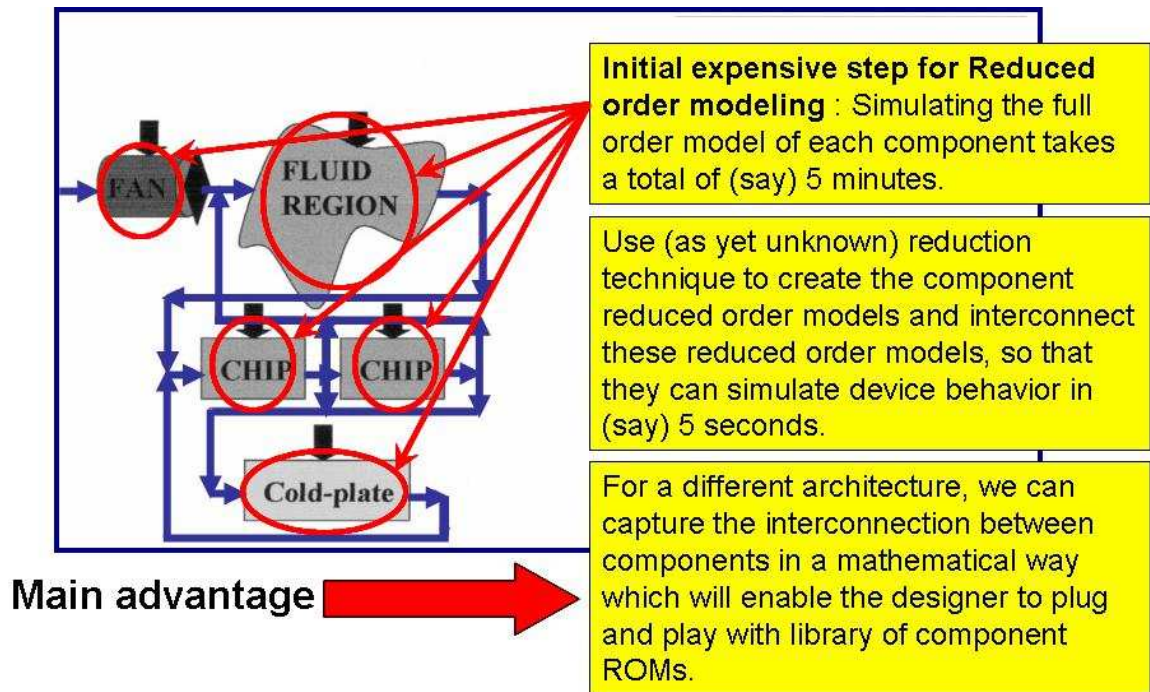 Initial expensive step for Reduced
order modeling : Simulating the full
order model of each component takes
a total of (say) 5 minutes.
FAN
FLUID
REGION
Use (as yet unknown) reduction
technique to create the component
reduced order models and interconnect
these reduced order models, so that
they can simulate device behavior in
(say) 5 seconds.
CHIP
CHIP
Cold-plate
For a different architecture, we can
capture the interconnection between
components in a mathematical way
which will enable the designer to plug
and play with library of component
ROMs.
Main advantage